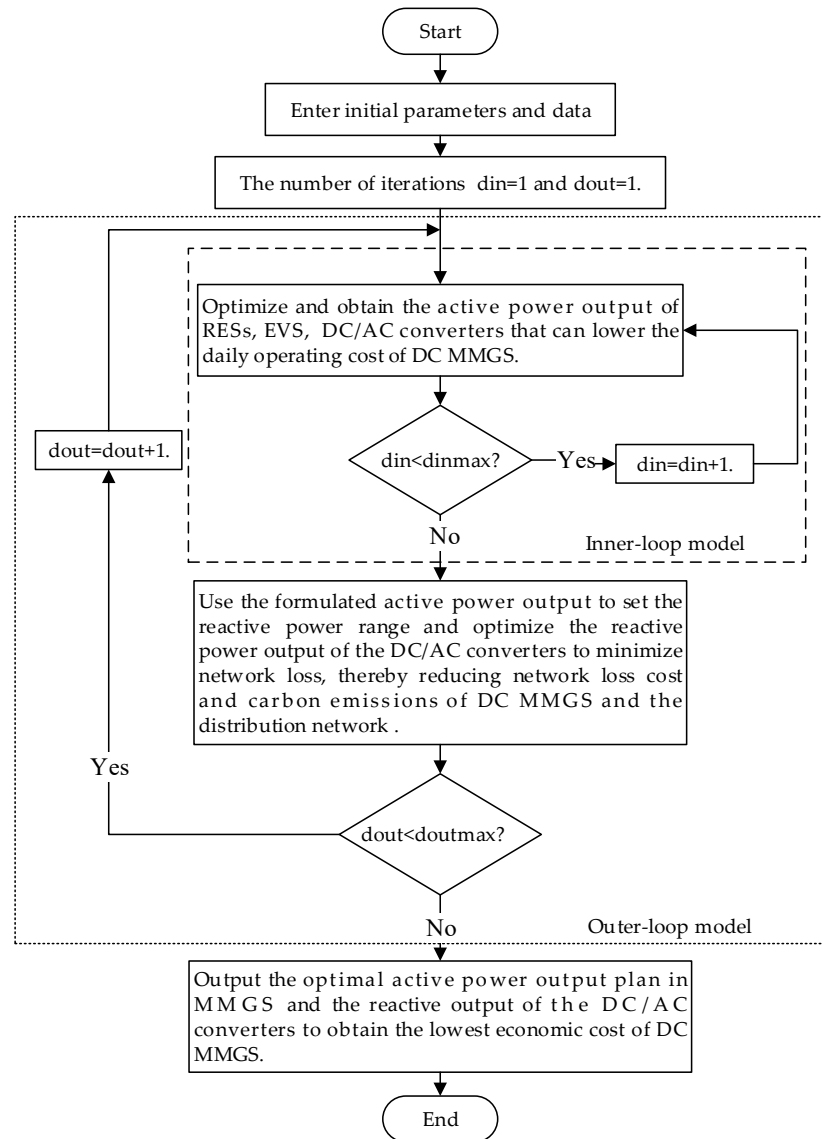 Start
Enter initial parameters and data
The number of iterations din=1 and dout=1.
Optimize and obtain the active power output of
RESs, EVS, DC/AC converters that can lower the
daily operating cost of DC MMGS.
dout=dout+1.
din<dinmax?
Yes
din=din+1.
No
Inner-loop model
Use the formulated active power output to set the
reactive power range and optimize the reactive
power output of the DC/AC converters to minimize
network loss, thereby reducing network loss cost
and carbon emissions of DC MMGS and the
distribution network .
Yes
dout<doutmax?
No
Outer-loop model
Output the optimal active power output plan in
MMGS and the reactive output of the DC/AC
converters to obtain the lowest economic cost of DC
MMGS.
End